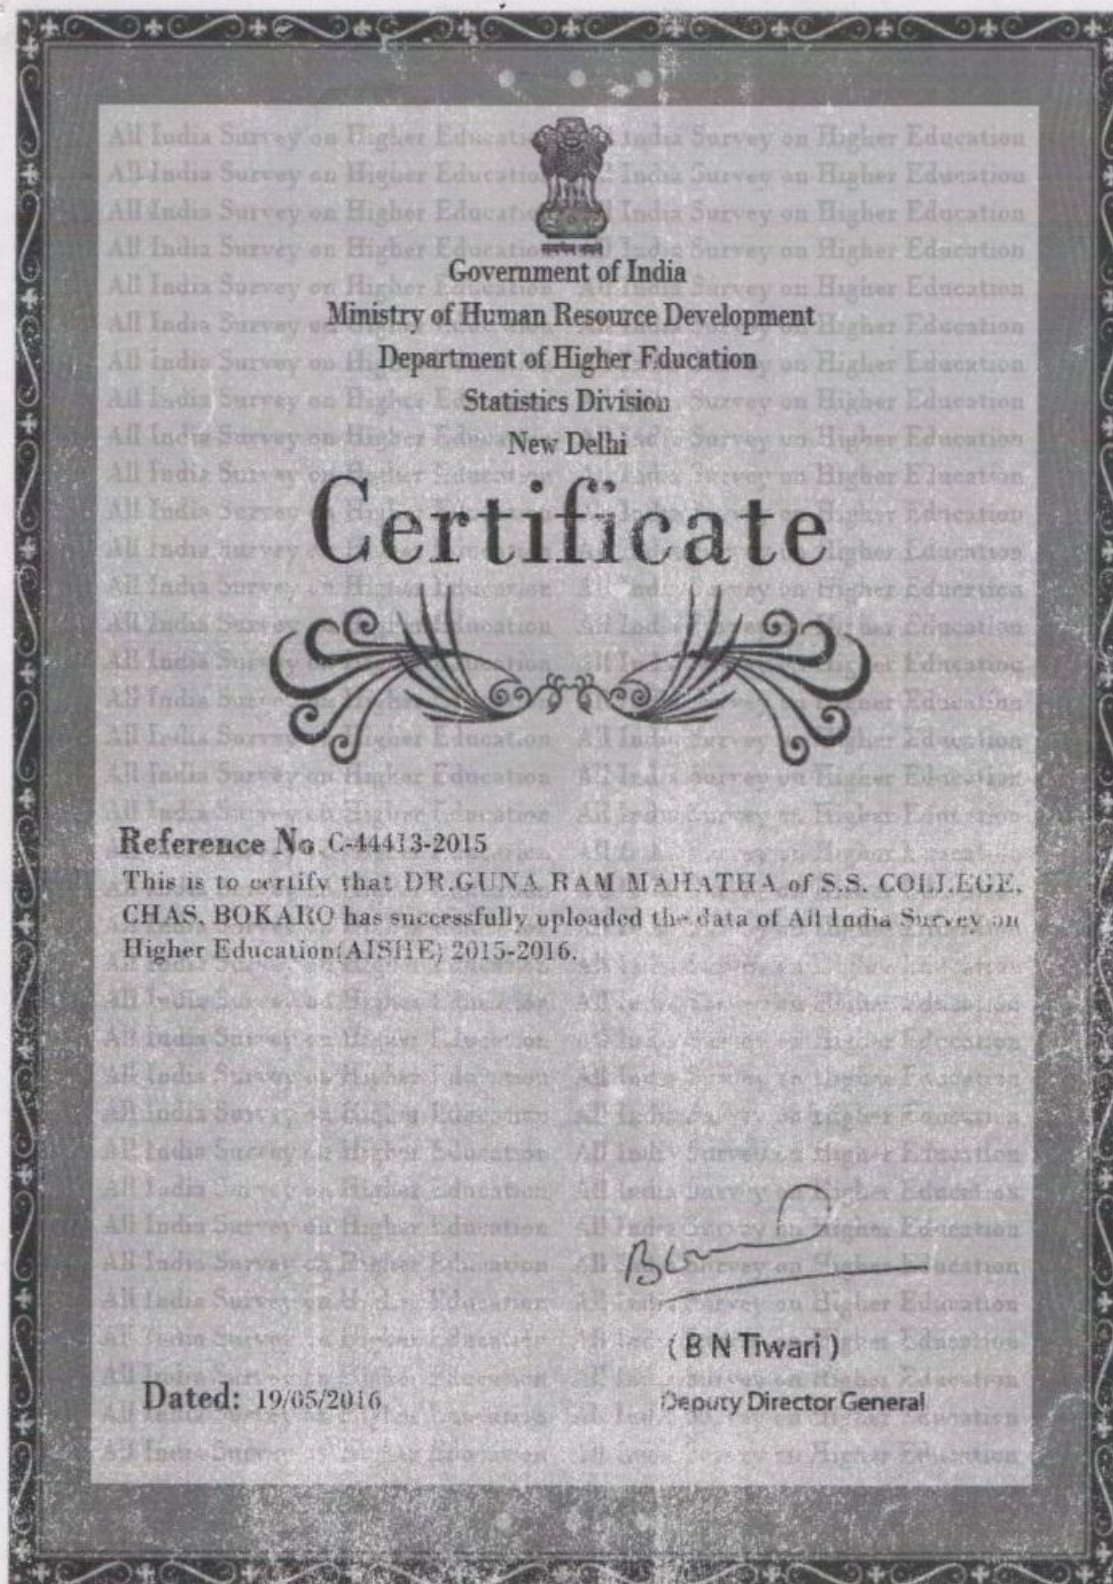 Government of India
Ministry of Human Resource Development
Department of Higher Education
Statistics Division
New Delhi
Certificate
Reference No C-44413-2015
This is to certify that DR.GUNA RAM MAHATHA of S.S. COLLEGE,
CHAS, BOKARO has successfully uploaded the data of All India Survey on
Higher Education(AISHE) 2015-2016.
( B N Tiwari )
Dated: 19/05/2016
Deputy Director General